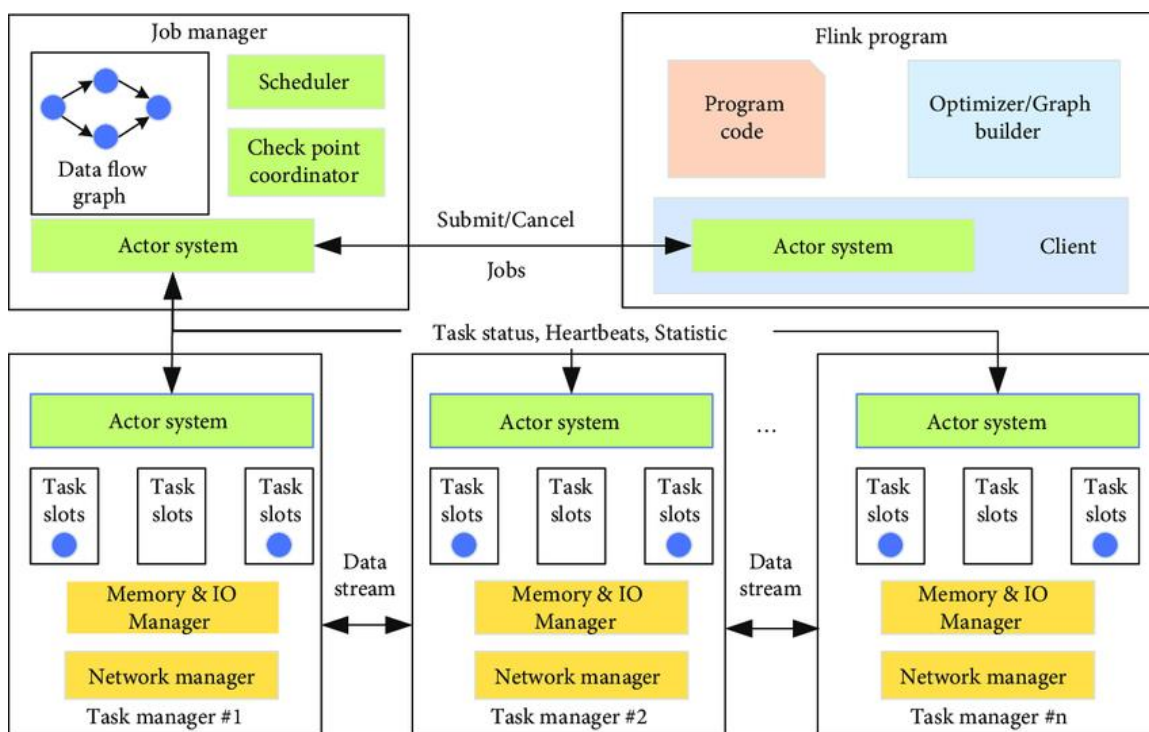 Job manager
Data flow
graph
Scheduler
Check point
coordinator
Actor system
Submit/Cancel
Jobs
Flink program
Program
code
Optimizer/Graph
builder
Actor system
Client
Task status, Heartbeats, Statistic
Actor system
Task
slots
Task
slots
Task
slots
Memory & IO
Manager
Network manager
Task manager #1
Data
stream
Actor system
Task
slots
Task
slots
Task
slots
Memory & IO
Manager
Network manager
Task manager #2
...
Data
stream
Actor system
Task
slots
Task
slots
Task
slots
Memory & IO
Manager
Network manager
Task manager #n